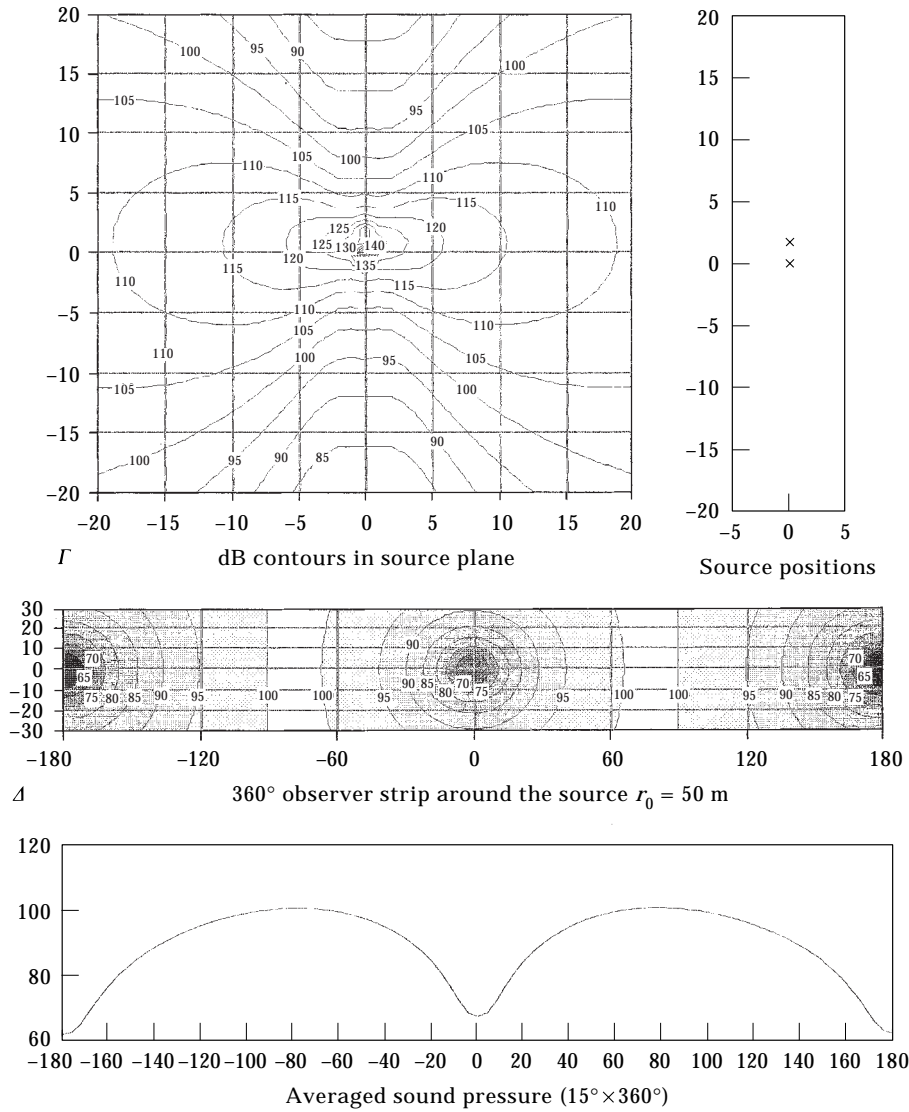 20
15
10
5
0
-5
-10
-15
-20
-20 -15 -10 -5 0 5 10 15 20
100 95 90 100
105 95 105
105 100 105
110 110
115 115 110
125 120
125 130 140
115 120 135 115
110 110 110
110 105 105
105 100 95 105
100 95 90 85 90
Γ dB contours in source plane
20
15
10
5
0
-5
-10
-15
-20
-5 0 5
Source positions
30
20
10
0
-10
-20
-30
70 90 70
65 65
75 80 85 90 95 100 100 95 90 85 80 70 75 95 100 100 95 90 85 80 75
-180 -120 -60 0 60 120 180
Δ 360° observer strip around the source r0 = 50 m
120
100
80
60
-180 -160 -140 -120 -100 -80 -60 -40 -20 0 20 40 60 80 100 120 140 160 180
Averaged sound pressure (15°×360°)